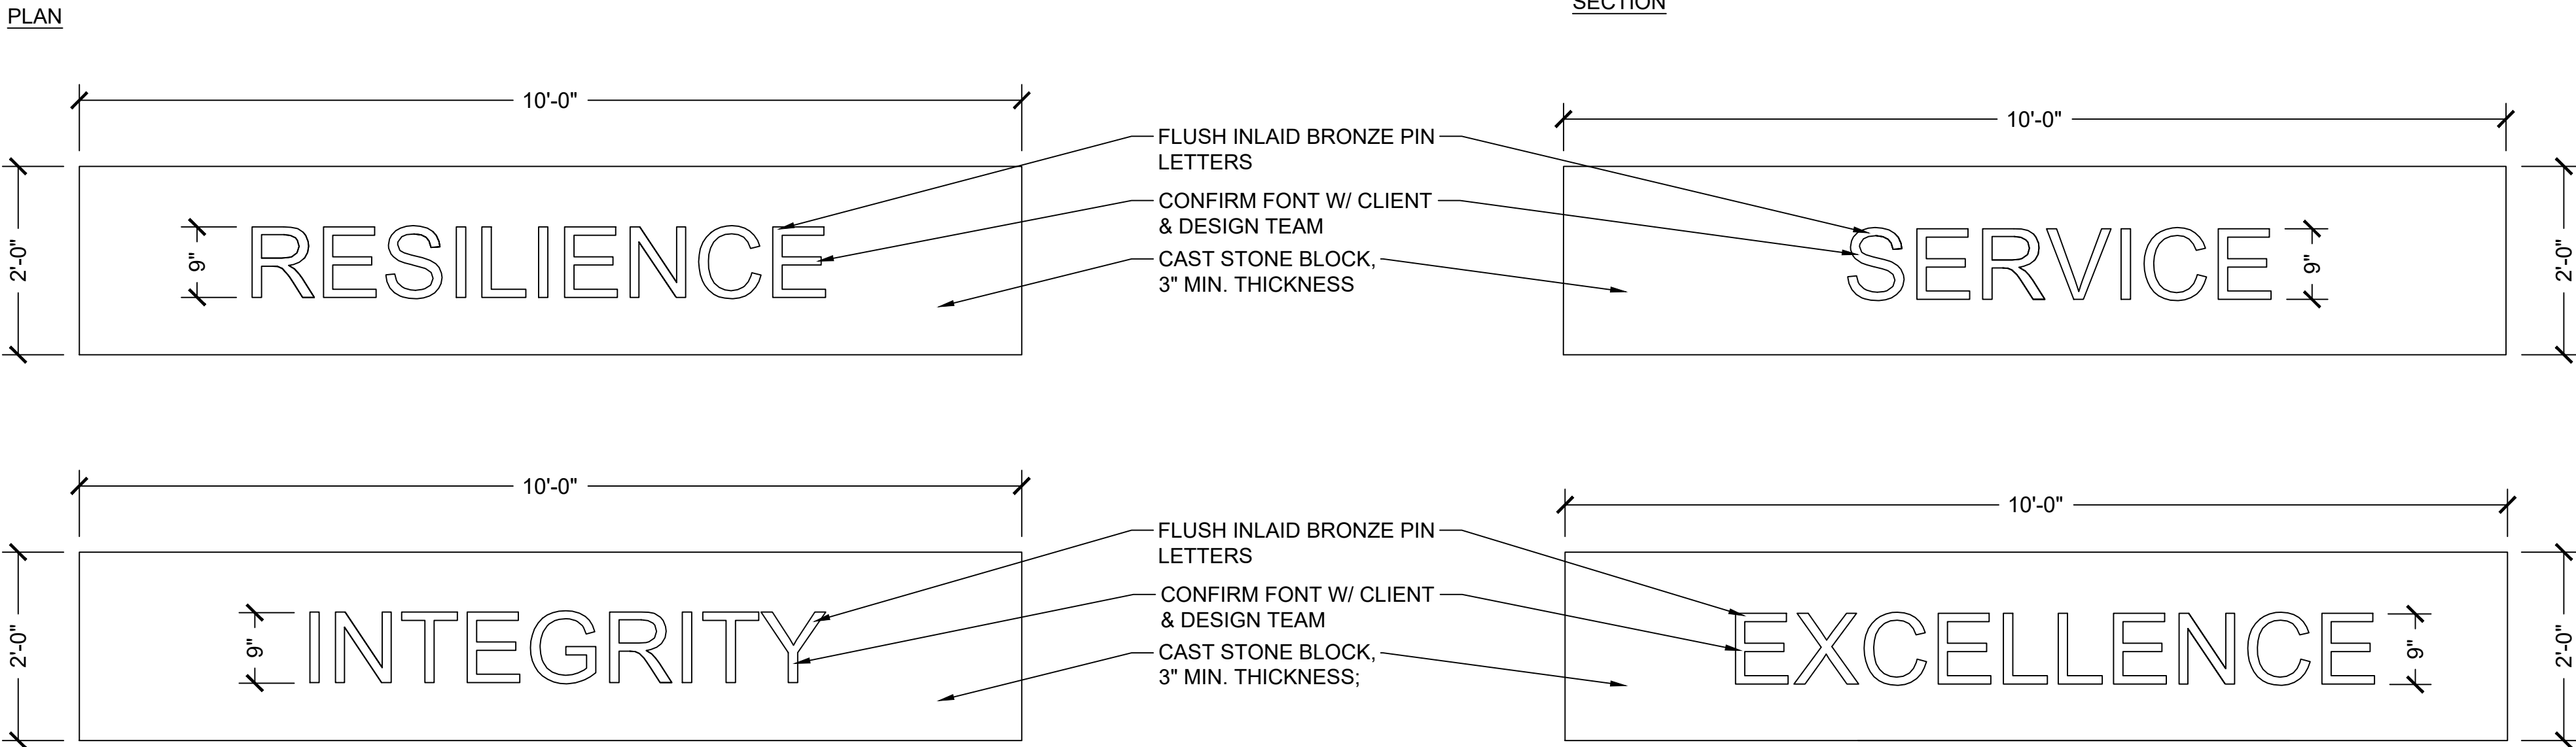 PLAN
SECTION
10'-0"
10'-0"
FLUSH INLAID BRONZE PIN
LETTERS
CONFIRM FONT W/ CLIENT
& DESIGN TEAM
CAST STONE BLOCK,
3" MIN. THICKNESS
2'-0"
9"
RESILIENCE
SERVICE
9"
2'-0"
10'-0"
10'-0"
FLUSH INLAID BRONZE PIN
LETTERS
CONFIRM FONT W/ CLIENT
& DESIGN TEAM
CAST STONE BLOCK,
3" MIN. THICKNESS;
2'-0"
9"
INTEGRITY
EXCELLENCE
9"
2'-0"